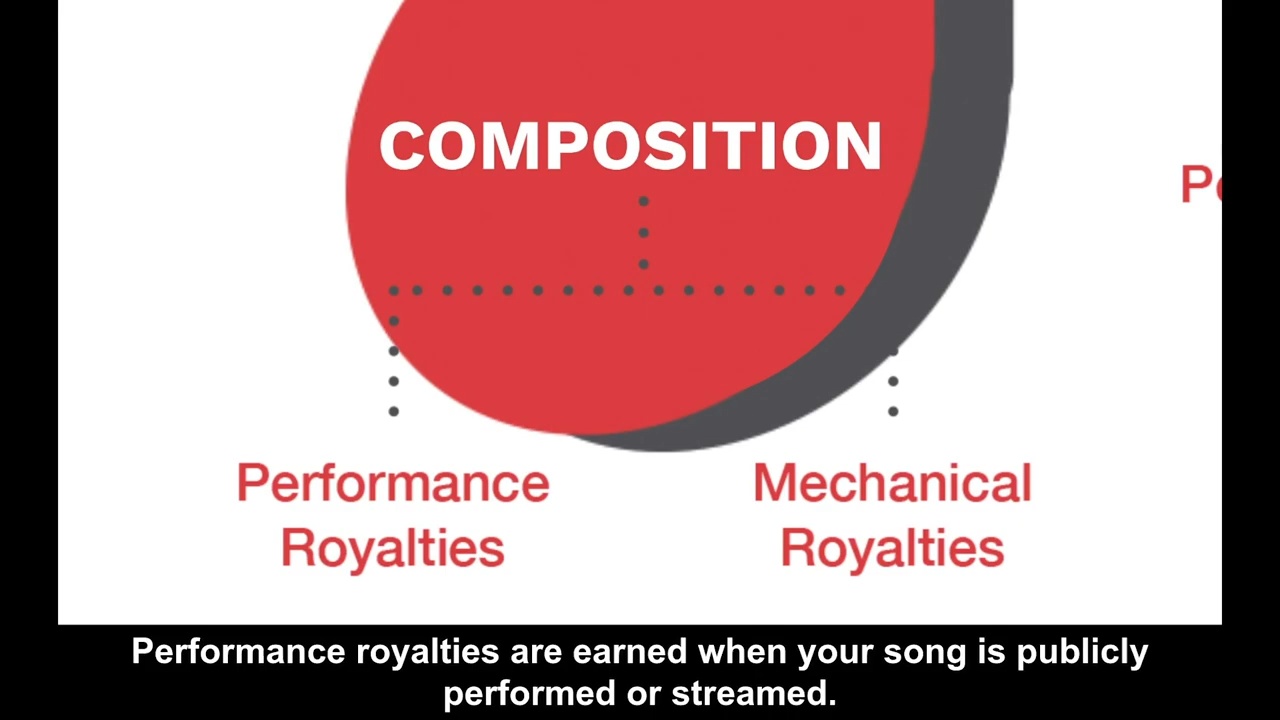 COMPOSITION
Performance
Royalties
Mechanical
Royalties
Performance royalties are earned when your song is publicly
performed or streamed.